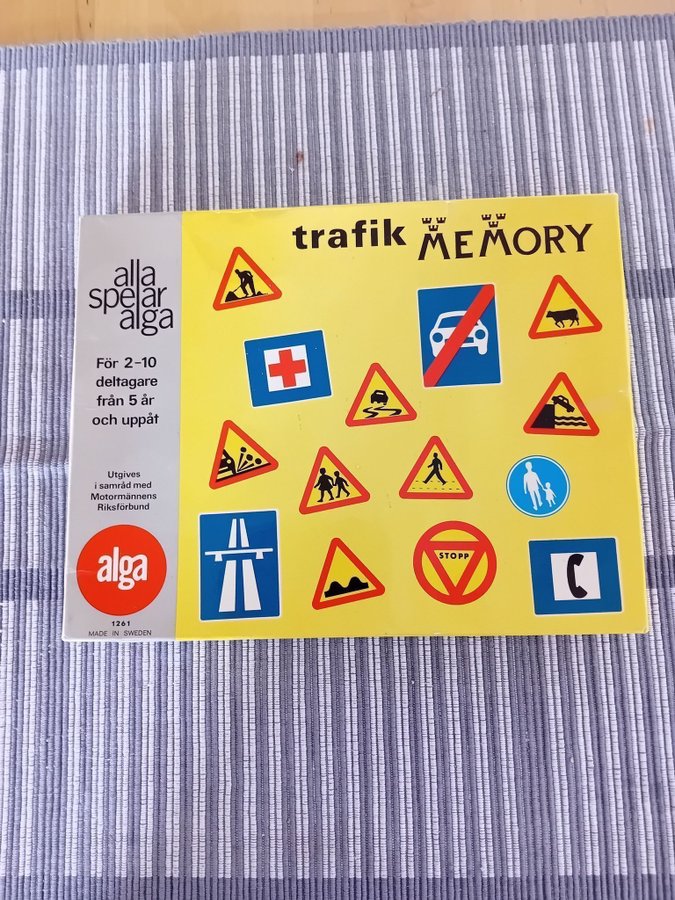 trafik MEMORY
alla
spelar
alga
För 2-10
deltagare
från 5 år
och uppåt
Utgives
i samråd med
Motormännens
Riksförbund
alga
1261
MADE IN SWEDEN
STOPP